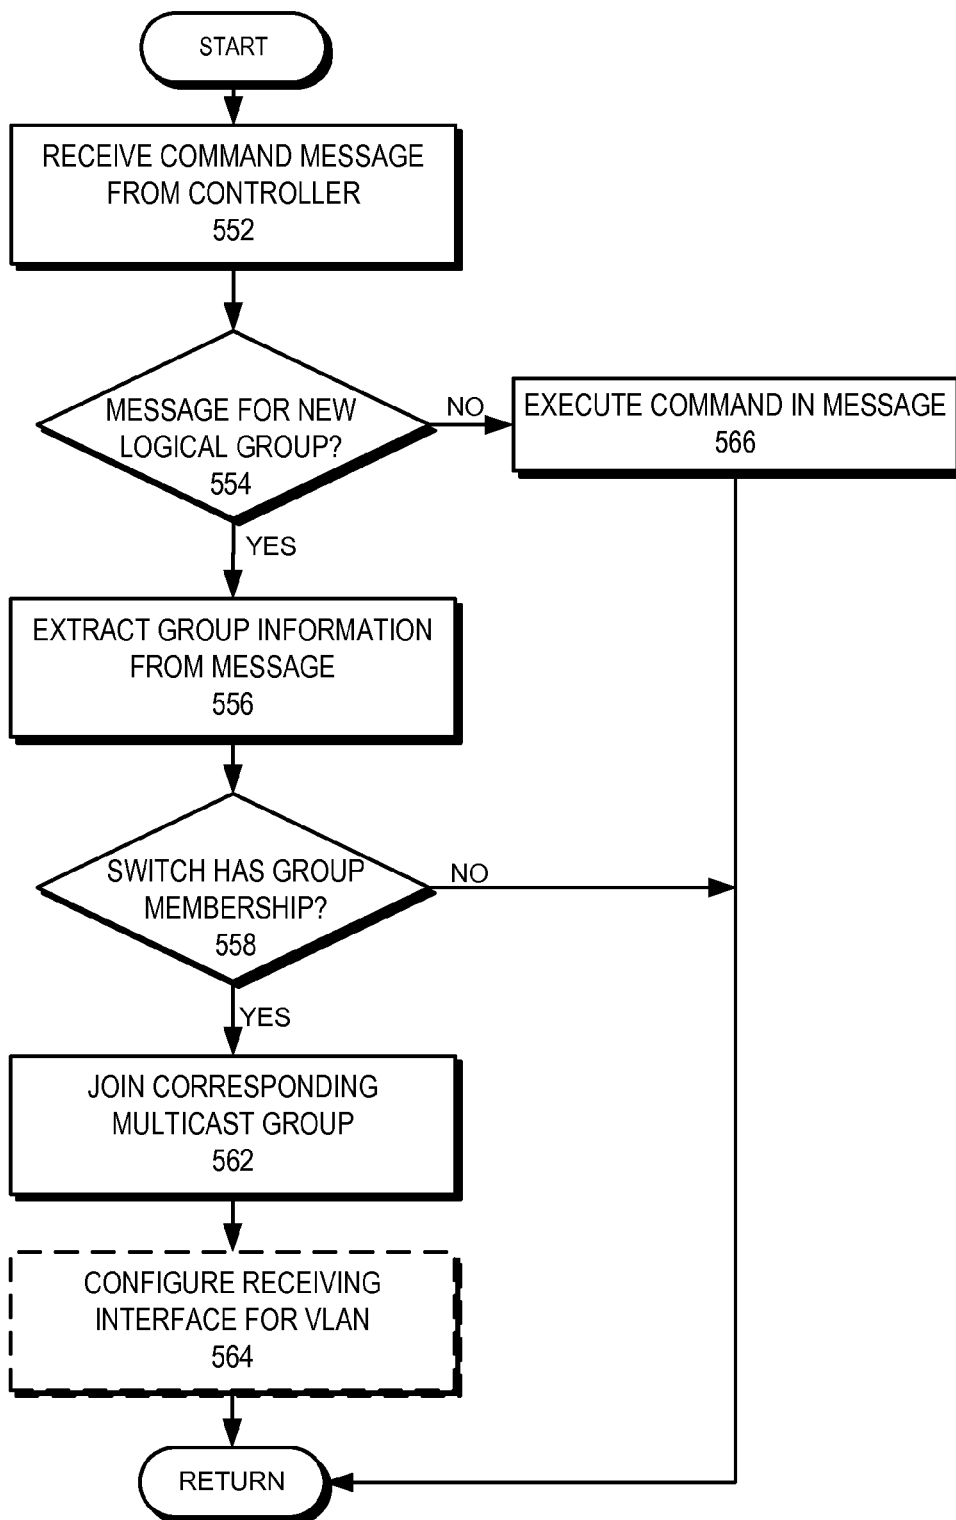 START
RECEIVE COMMAND MESSAGE
FROM CONTROLLER
552
MESSAGE FOR NEW
LOGICAL GROUP?
554
NO
EXECUTE COMMAND IN MESSAGE
566
YES
EXTRACT GROUP INFORMATION
FROM MESSAGE
556
SWITCH HAS GROUP
MEMBERSHIP?
558
NO
YES
JOIN CORRESPONDING
MULTICAST GROUP
562
CONFIGURE RECEIVING
INTERFACE FOR VLAN
564
RETURN